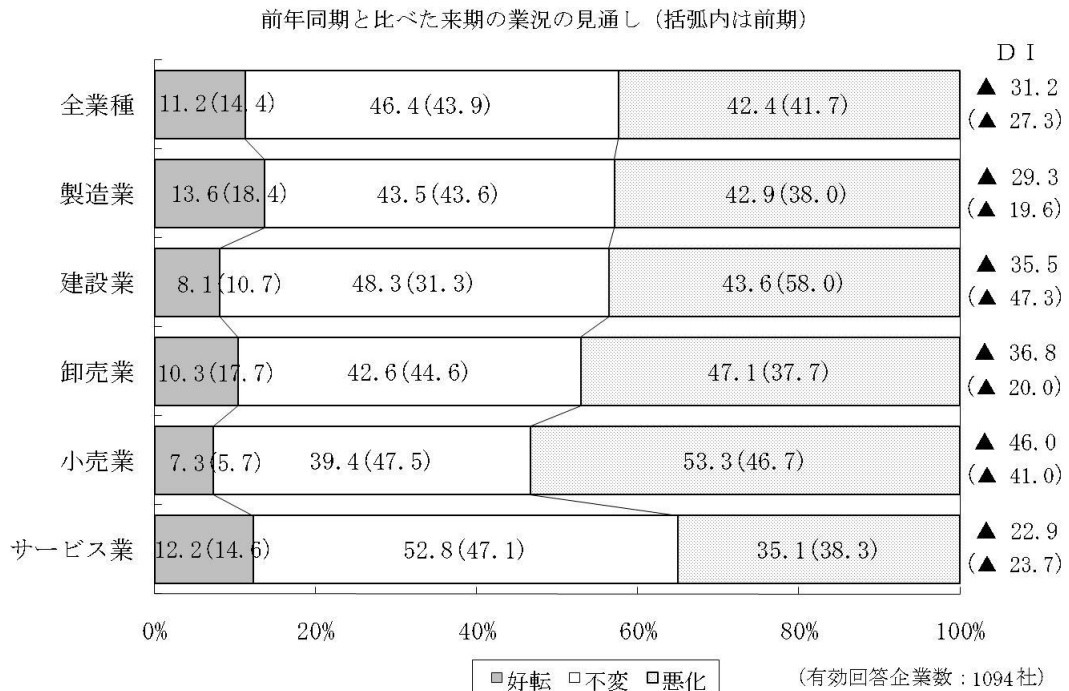 前年同期と比べた来期の業況の見通し（括弧内は前期）
ＤＩ
全業種 11.2(14.4) 46.4(43.9) 42.4(41.7) ▲ 31.2
(▲ 27.3)
製造業 13.6(18.4) 43.5(43.6) 42.9(38.0) ▲ 29.3
(▲ 19.6)
建設業 8.1(10.7) 48.3(31.3) 43.6(58.0) ▲ 35.5
(▲ 47.3)
卸売業 10.3(17.7) 42.6(44.6) 47.1(37.7) ▲ 36.8
(▲ 20.0)
小売業 7.3(5.7) 39.4(47.5) 53.3(46.7) ▲ 46.0
(▲ 41.0)
サービス業 12.2(14.6) 52.8(47.1) 35.1(38.3) ▲ 22.9
(▲ 23.7)
0% 20% 40% 60% 80% 100%
好転 不変 悪化 (有効回答企業数：1094社)